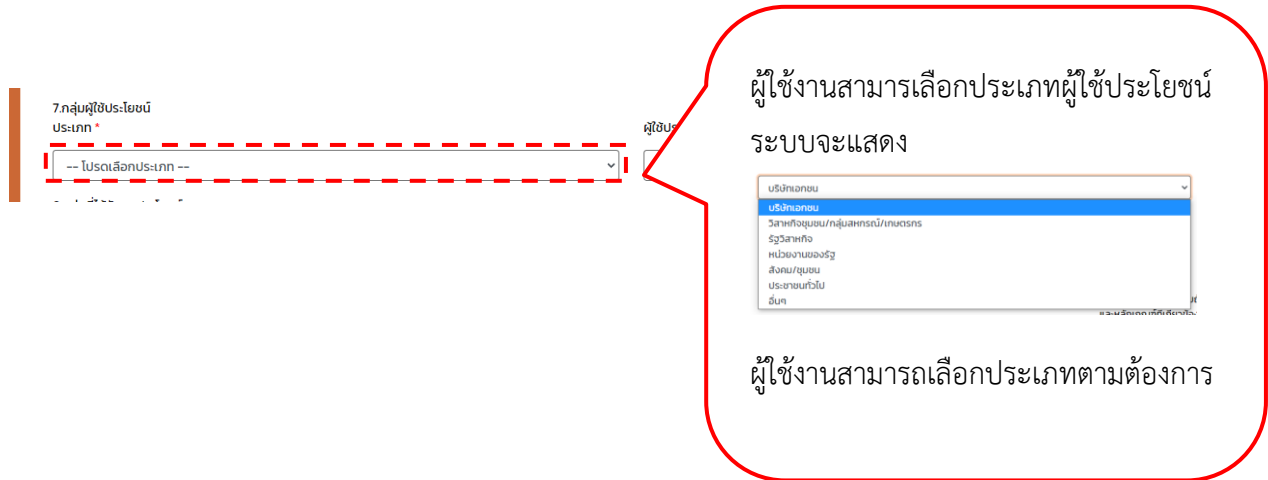 7.กลุ่มผู้ใช้ประโยชน์
ประเภท *
-- โปรดเลือกประเภท --
ผู้ใช้งานสามารเลือกประเภทผู้ใช้ประโยชน์
ระบบจะแสดง
บริษัทเอกชน
บริษัทเอกชน
วิสาหกิจชุมชน/กลุ่มสหกรณ์/เกษตรกร
รัฐวิสาหกิจ
หน่วยงานของรัฐ
สังคม/ชุมชน
ประชาชนทั่วไป
อื่นๆ
ผู้ใช้งานสามารถเลือกประเภทตามต้องการ